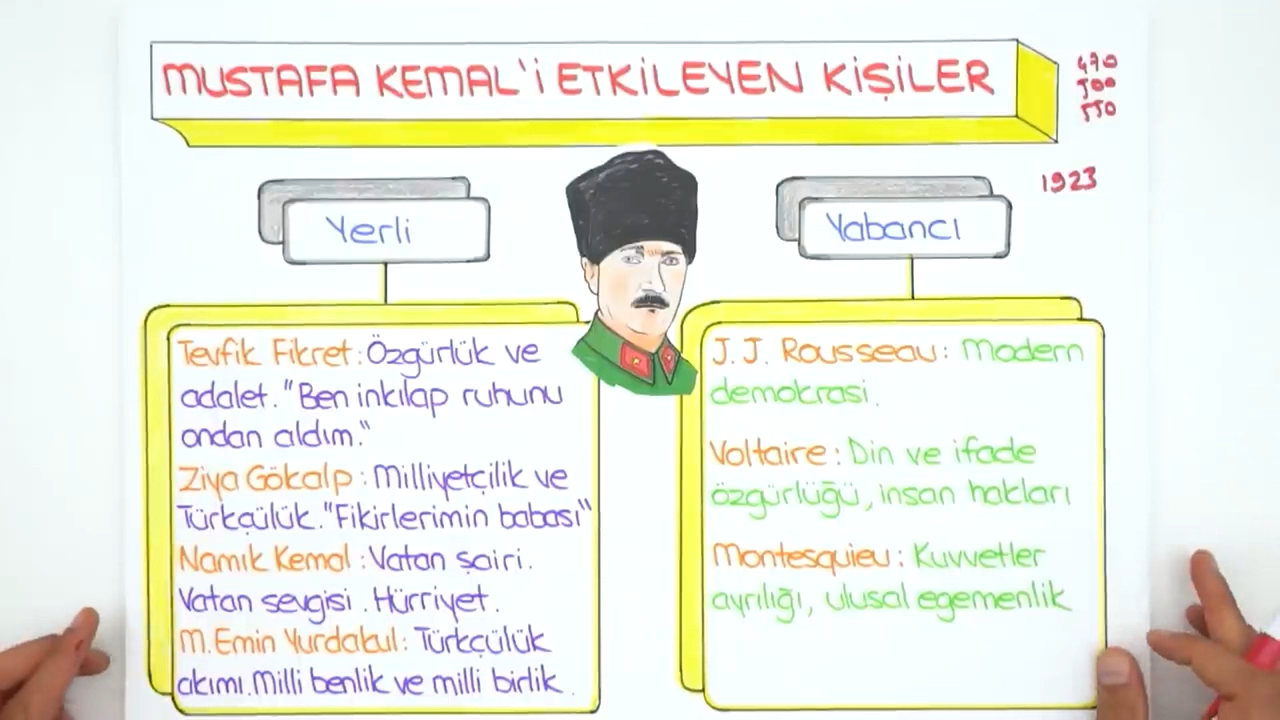 MUSTAFA KEMAL'İ ETKİLEYEN KİŞİLER
470
500
550
1923
Yerli
Tevfik Fikret: Özgürlük ve
adalet. "Ben inkılap ruhunu
ondan aldım."
Ziya Gökalp: Milliyetçilik ve
Türkçülük. "Fikirlerimin babası"
Namık Kemal: Vatan şairi.
Vatan sevgisi. Hürriyet.
M. Emin Yurdakul: Türkçülük
akımı. Milli benlik ve milli birlik.
Yabancı
J. J. Rousseau: Modern
demokrasi.
Voltaire: Din ve ifade
özgürlüğü, insan hakları
Montesquieu: Kuvvetler
ayrılığı, ulusal egemenlik